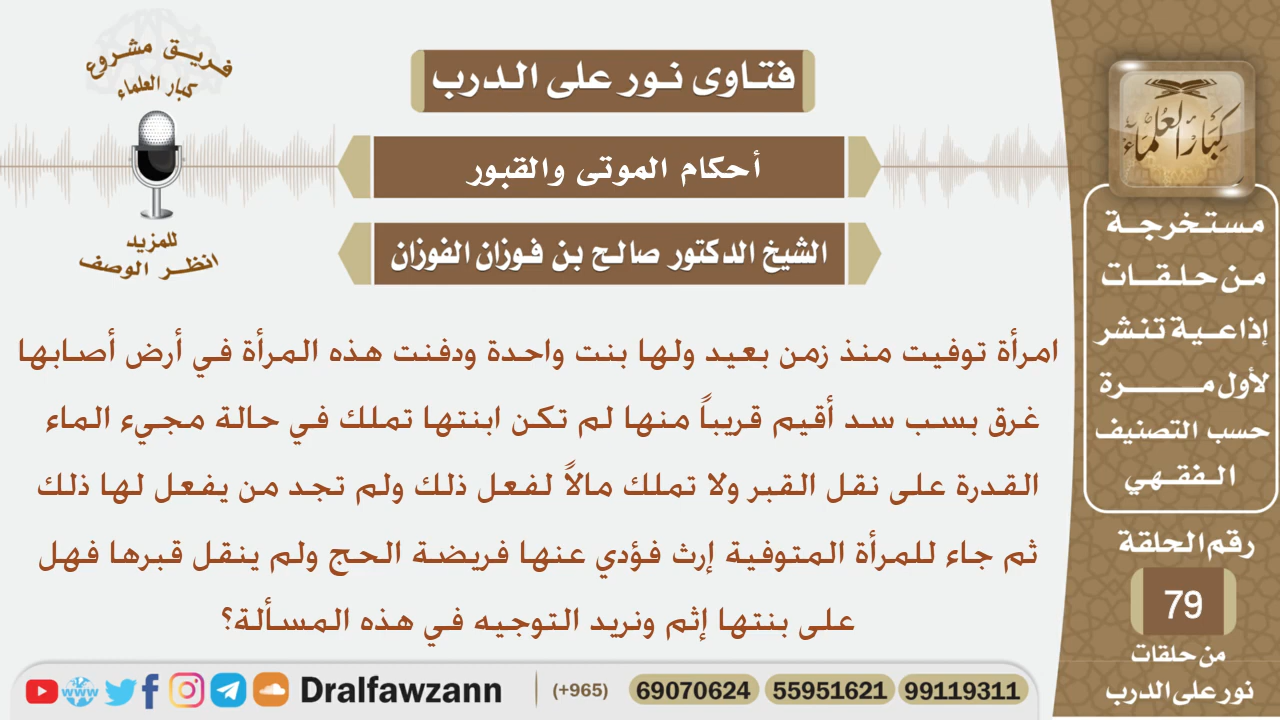 فتاوى نور على الدرب
أحكام الموتى والقبور
الشيخ الدكتور صالح بن فوزان الفوزان
فريق مشروع
كبار العلماء
للمزيد
انظر الوصف
امرأة توفيت منذ زمن بعيد ولها بنت واحدة ودفنت هذه المرأة في أرض أصابها
غرق بسبب سد أقيم قريباً منها لم تكن ابنتها تملك في حالة مجيء الماء
القدرة على نقل القبر ولا تملك مالاً لفعل ذلك ولم تجد من يفعل لها ذلك
ثم جاء للمرأة المتوفية إرث فؤدي عنها فريضة الحج ولم ينقل قبرها فهل
على بنتها إثم ونريد التوجيه في هذه المسألة؟
كبار العلماء
مستخرجة
من حلقات
إذاعية تنشر
لأول مرة
حسب التصنيف
الفقهي
رقم الحلقة
79
من حلقات
نور على الدرب
Dralfawzann (+965) 69070624 55951621 99119311